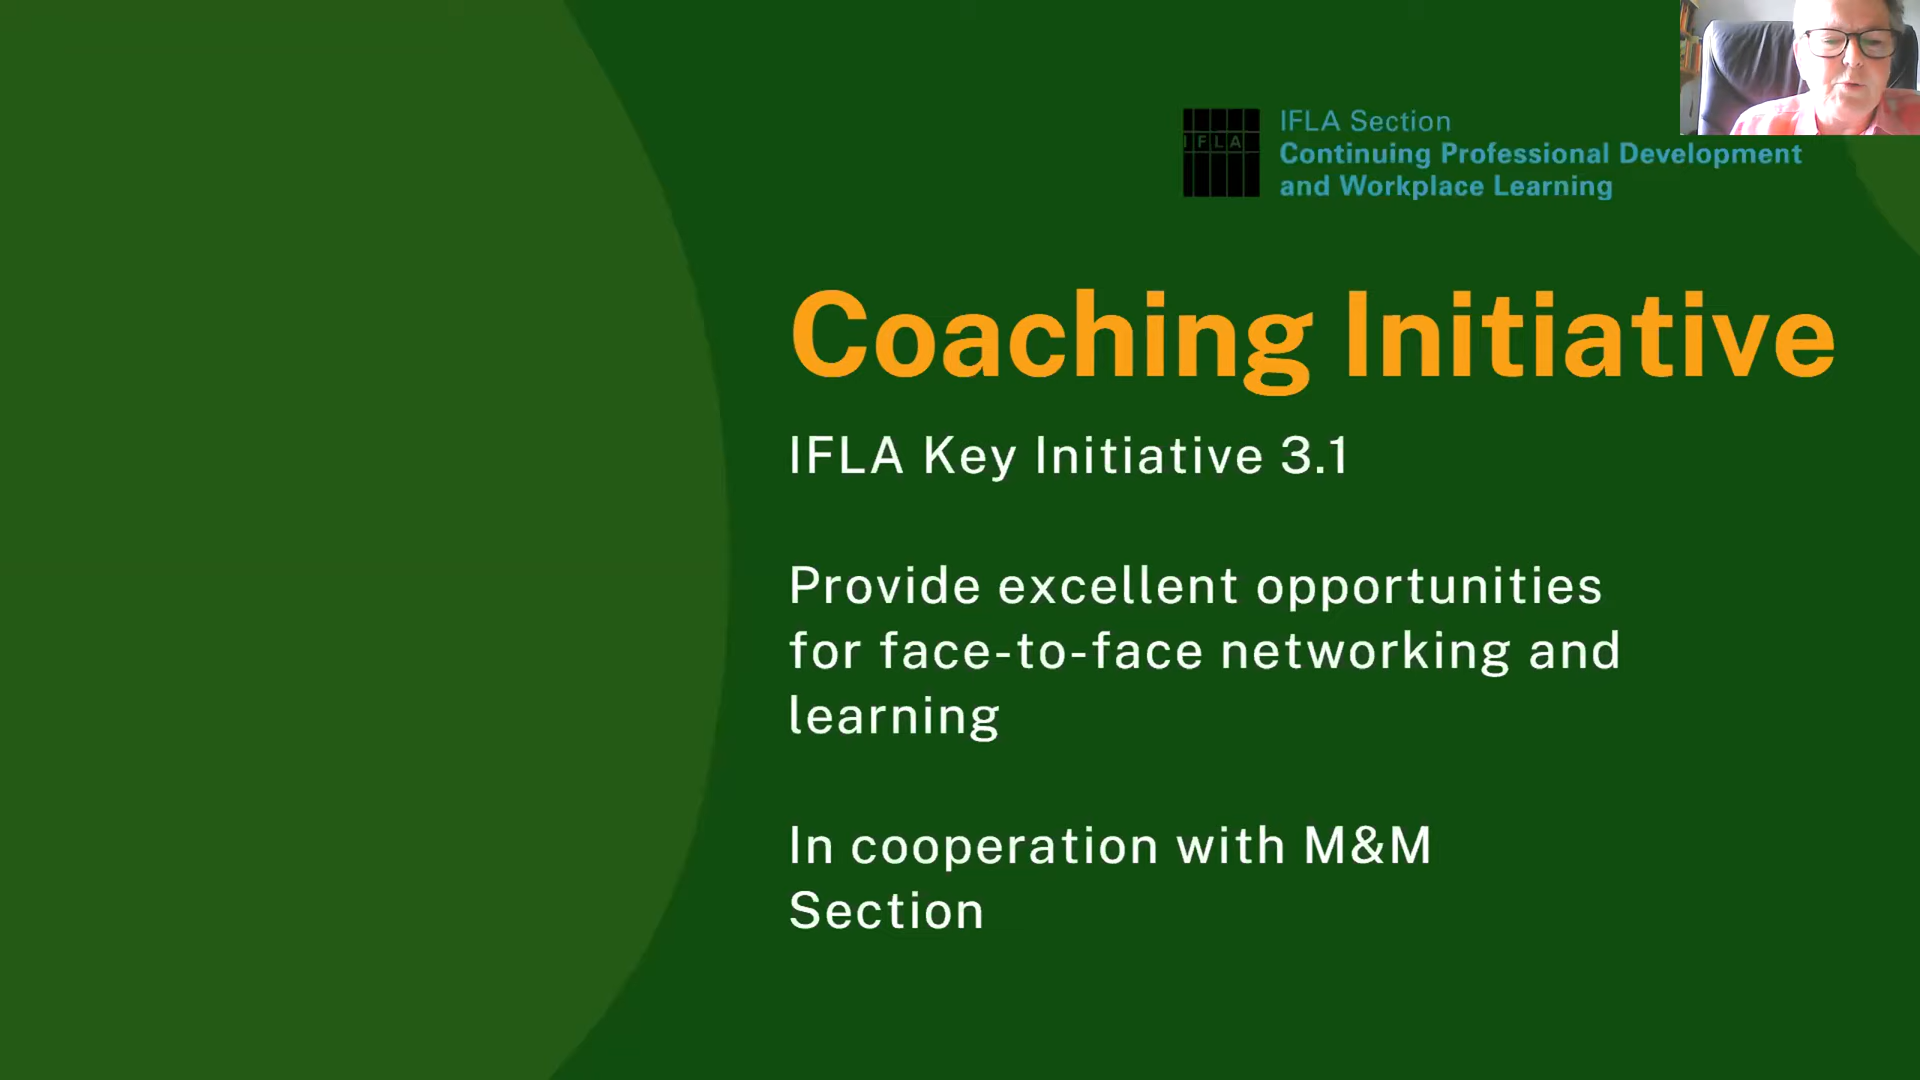 IFLA
IFLA Section
Continuing Professional Development
and Workplace Learning
Coaching Initiative
IFLA Key Initiative 3.1
Provide excellent opportunities
for face-to-face networking and
learning
In cooperation with M&M
Section